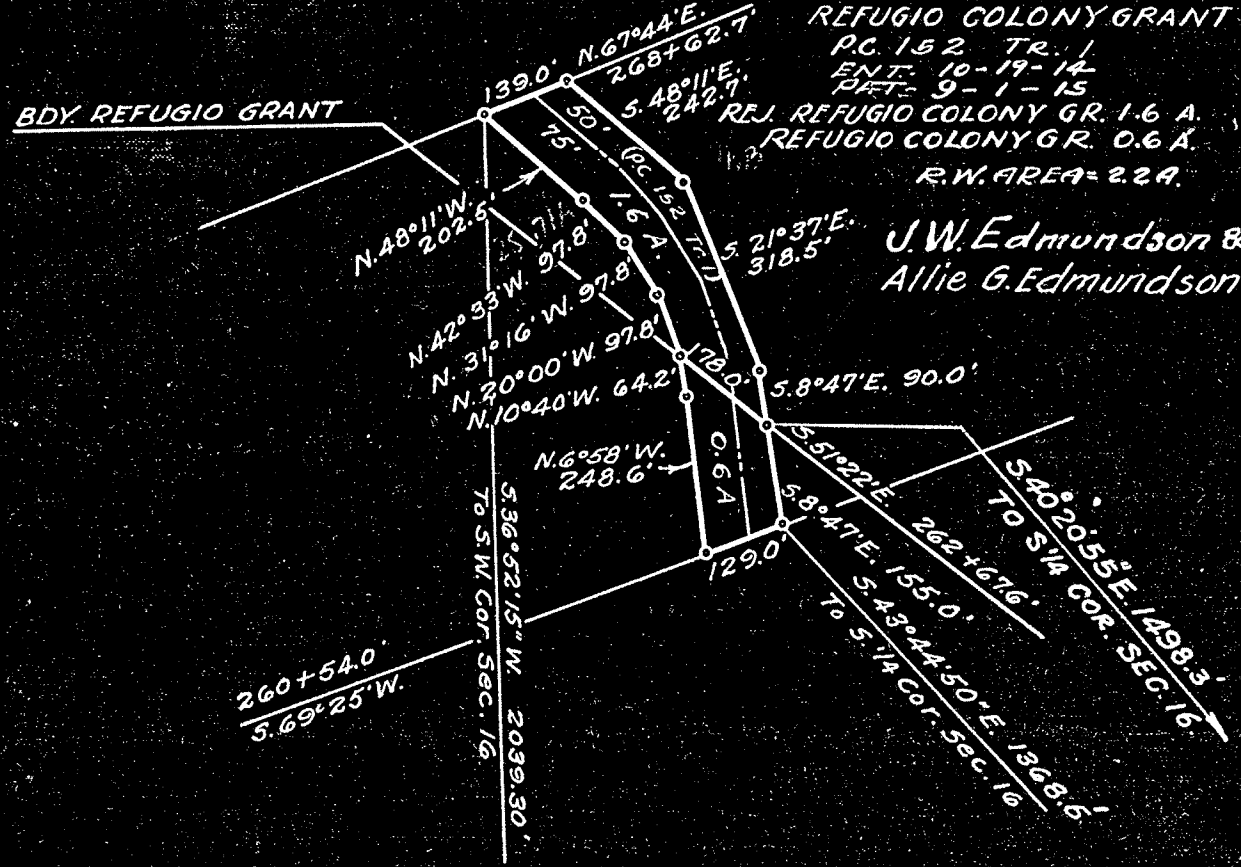 REFUGIO COLONY GRANT
P.C. 152 TR. 1
ENT. 10-19-14
PAT. 9-1-15
REJ. REFUGIO COLONY GR. 1.6 A.
REFUGIO COLONY GR. 0.6 A.
R.W. AREA = 2.2 A.
J.W. Edmundson &
Allie G. Edmundson
BDY. REFUGIO GRANT
139.0'
N. 67°44' E.
268+62.7'
S. 48°11' E.
242.7'
50'
75'
(P.C. 152 Tr. 1)
1.6 A.
S. 21°37' E.
318.5'
N. 48°11' W.
202.5'
N. 42°33' W. 97.8'
N. 31°16' W. 97.8'
N. 20°00' W. 97.8'
N. 10°40' W. 64.2'
178.0'
S. 8°47' E. 90.0'
N. 6°58' W.
248.6'
0.6 A
129.0'
S. 51°22' E. 262+67.6'
S. 8°47' E. 155.0'
S. 43°44'50" E. 1368.6'
To S. 1/4 Cor. Sec. 16
S 40°20'55" E. 1498.3'
TO S 1/4 COR. SEC. 16
260+54.0'
S. 69°25' W.
S. 36°52'15" W. 2039.30'
To S.W. Cor. Sec. 16